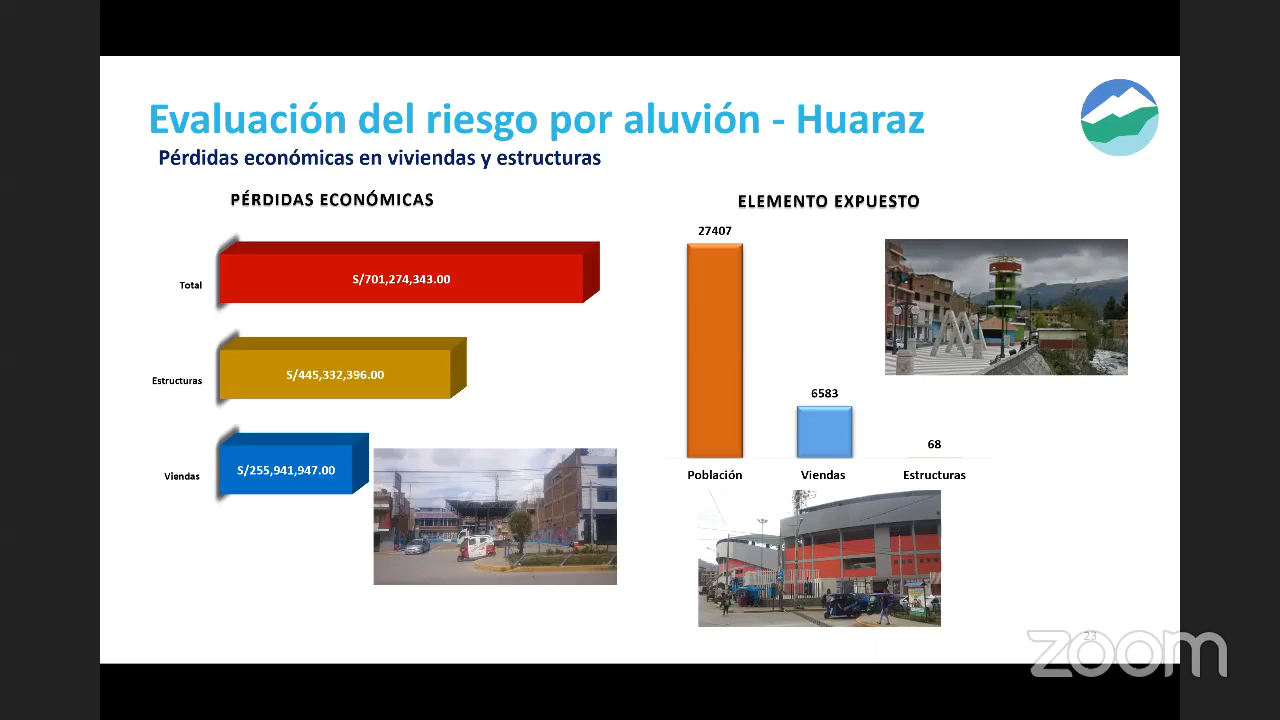 Evaluación del riesgo por aluvión - Huaraz
Pérdidas económicas en viviendas y estructuras
PÉRDIDAS ECONÓMICAS
Total
S/701,274,343.00
Estructuras
S/445,332,396.00
Viendas
S/255,941,947.00
ELEMENTO EXPUESTO
27407
6583
68
Población
Viendas
Estructuras
23
zoom